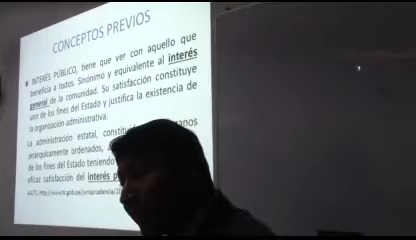 CONCEPTOS PREVIOS
INTERÉS PÚBLICO, tiene que ver con aquello que
beneficia a todos. Sinonimo y equivalente al interés
general de la comunidad. Su satisfacción constituye
uno de los fines del Estado y justifica la existencia de
la organización administrativa.
La administración estatal,
jerárquicamente ordenados,
de los fines del Estado teniendo
eficaz satisfacción del interés